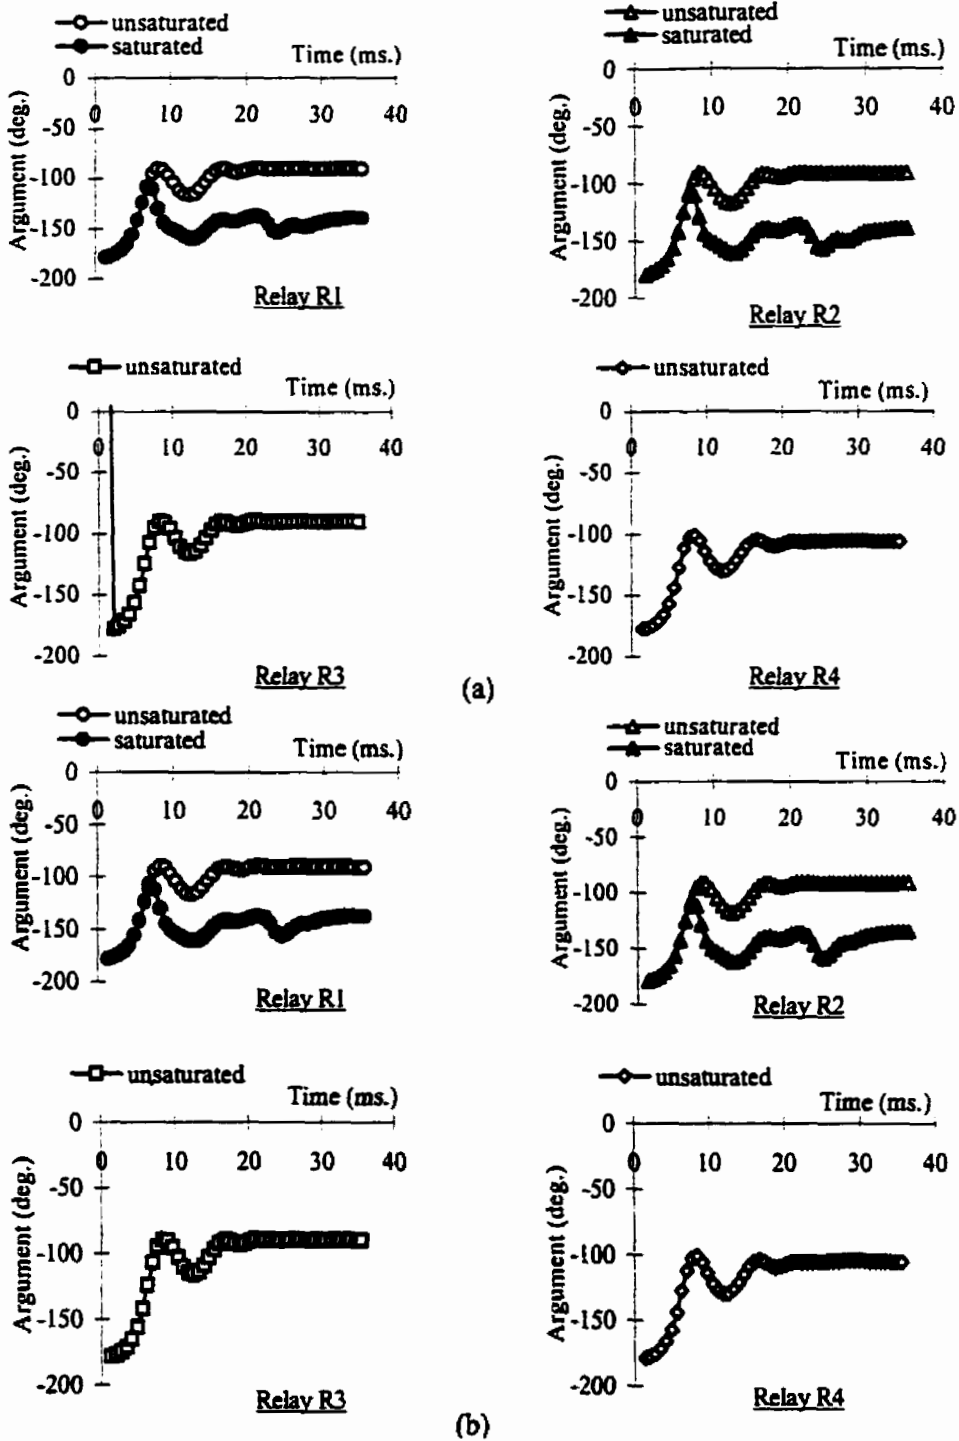 unsaturated
saturated
Time (ms.)
Argument (deg.)
0
0 10 20 30 40
-50
-100
-150
-200
Relay R1
unsaturated
saturated
Time (ms.)
Argument (deg.)
0
0 10 20 30 40
-50
-100
-150
-200
Relay R2
unsaturated
Time (ms.)
Argument (deg.)
0
0 10 20 30 40
-50
-100
-150
-200
Relay R3
unsaturated
Time (ms.)
Argument (deg.)
0
0 10 20 30 40
-50
-100
-150
-200
Relay R4
(a)
unsaturated
saturated
Time (ms.)
Argument (deg.)
0
0 10 20 30 40
-50
-100
-150
-200
Relay R1
unsaturated
saturated
Time (ms.)
Argument (deg.)
0
0 10 20 30 40
-50
-100
-150
-200
Relay R2
unsaturated
Time (ms.)
Argument (deg.)
0
0 10 20 30 40
-50
-100
-150
-200
Relay R3
unsaturated
Time (ms.)
Argument (deg.)
0
0 10 20 30 40
-50
-100
-150
-200
Relay R4
(b)